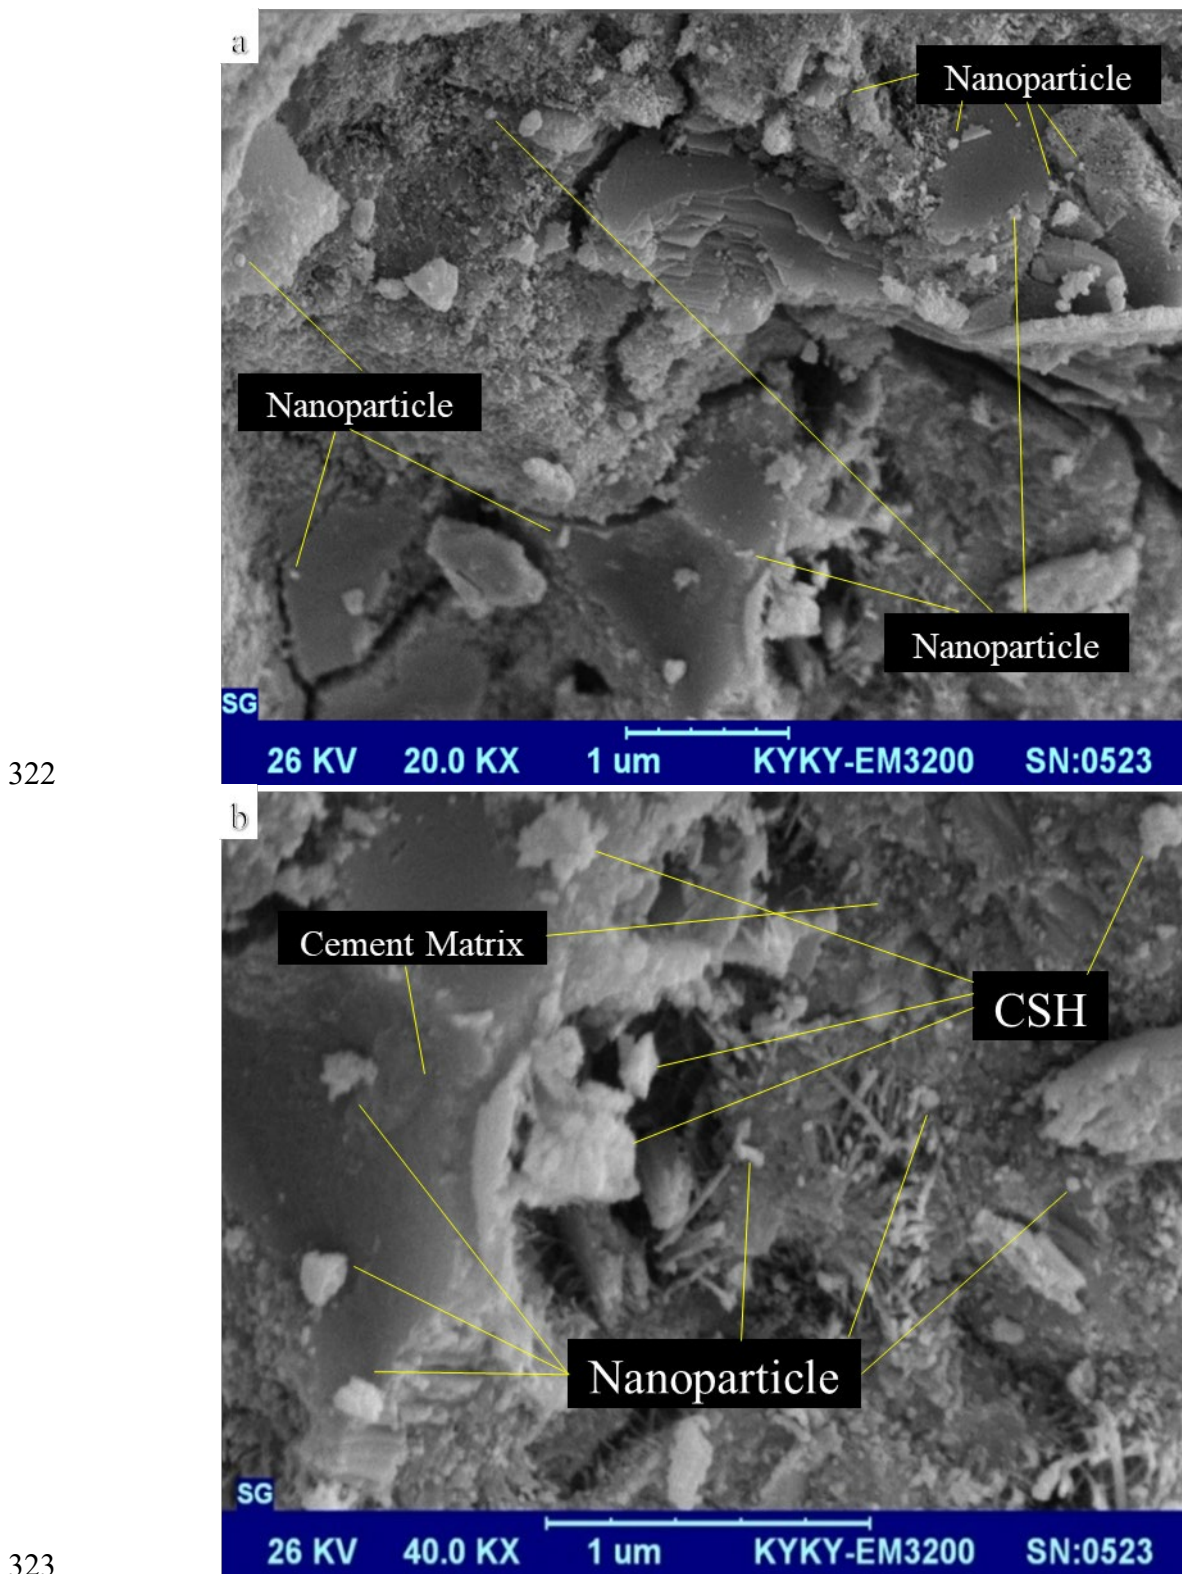 a
Nanoparticle
Nanoparticle
Nanoparticle
SG
26 KV 20.0 KX 1 um KYKY-EM3200 SN:0523
322
b
Cement Matrix
CSH
Nanoparticle
SG
26 KV 40.0 KX 1 um KYKY-EM3200 SN:0523
323